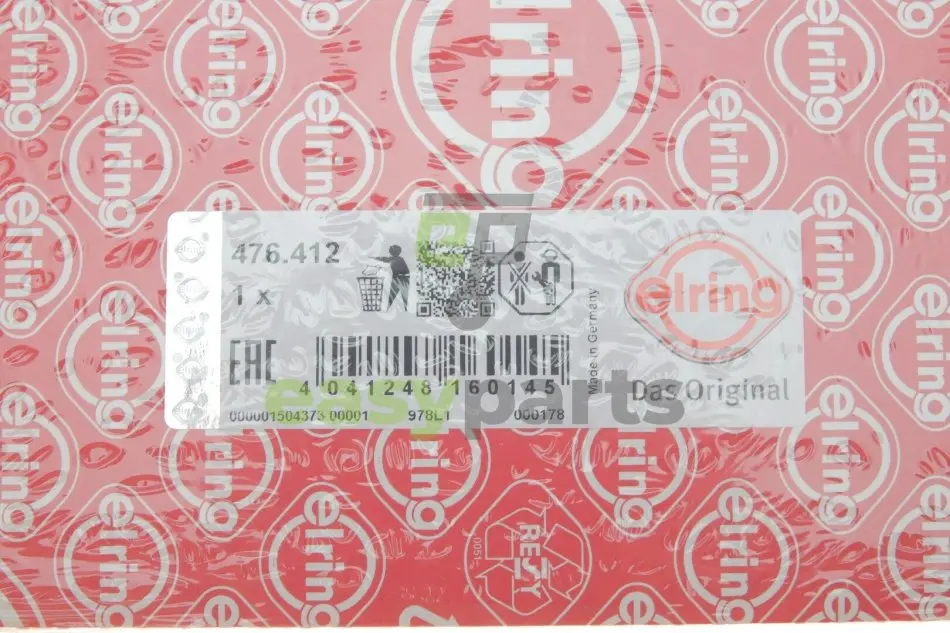 elring
476.412
1 x
elring
Made in Germany
EAC
4 041248 160145
Das Original
000001504373 00001 978L1 000178
easyparts
RESY